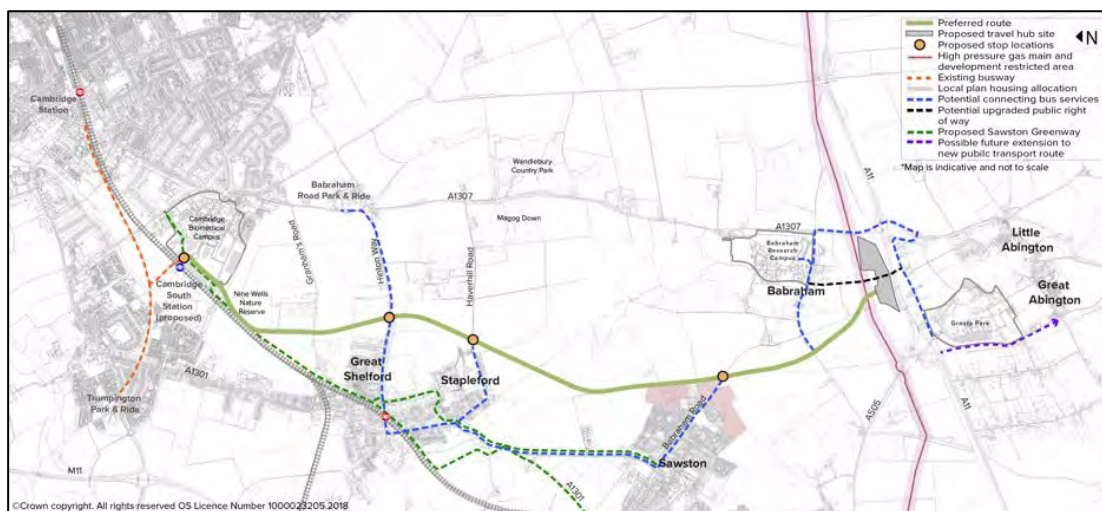 Preferred route
Proposed travel hub site
Proposed stop locations
High pressure gas main and
development restricted area
Existing busway
Local plan housing allocation
Potential connecting bus services
Potential upgraded public right
of way
Proposed Sawston Greenway
Possible future extension to
new public transport route
*Map is indicative and not to scale
N
Cambridge
Station
Cambridge
Biomedical
Campus
Cambridge
South
Station
(proposed)
Trumpington
Park & Ride
M11
A1301
Nine Wells
Nature
Reserve
Granham's Road
Babraham
Road Park & Ride
Hinton Way
A1307
Wandlebury
Country Park
Magog Down
Haverhill Road
Great
Shelford
Stapleford
A1301
Babraham Road
Sawston
A1307
Babraham
Research
Campus
Babraham
A11
Little
Abington
Great
Abington
Granta Park
A505
A11
©Crown copyright. All rights reserved OS Licence Number 1000023205.2018